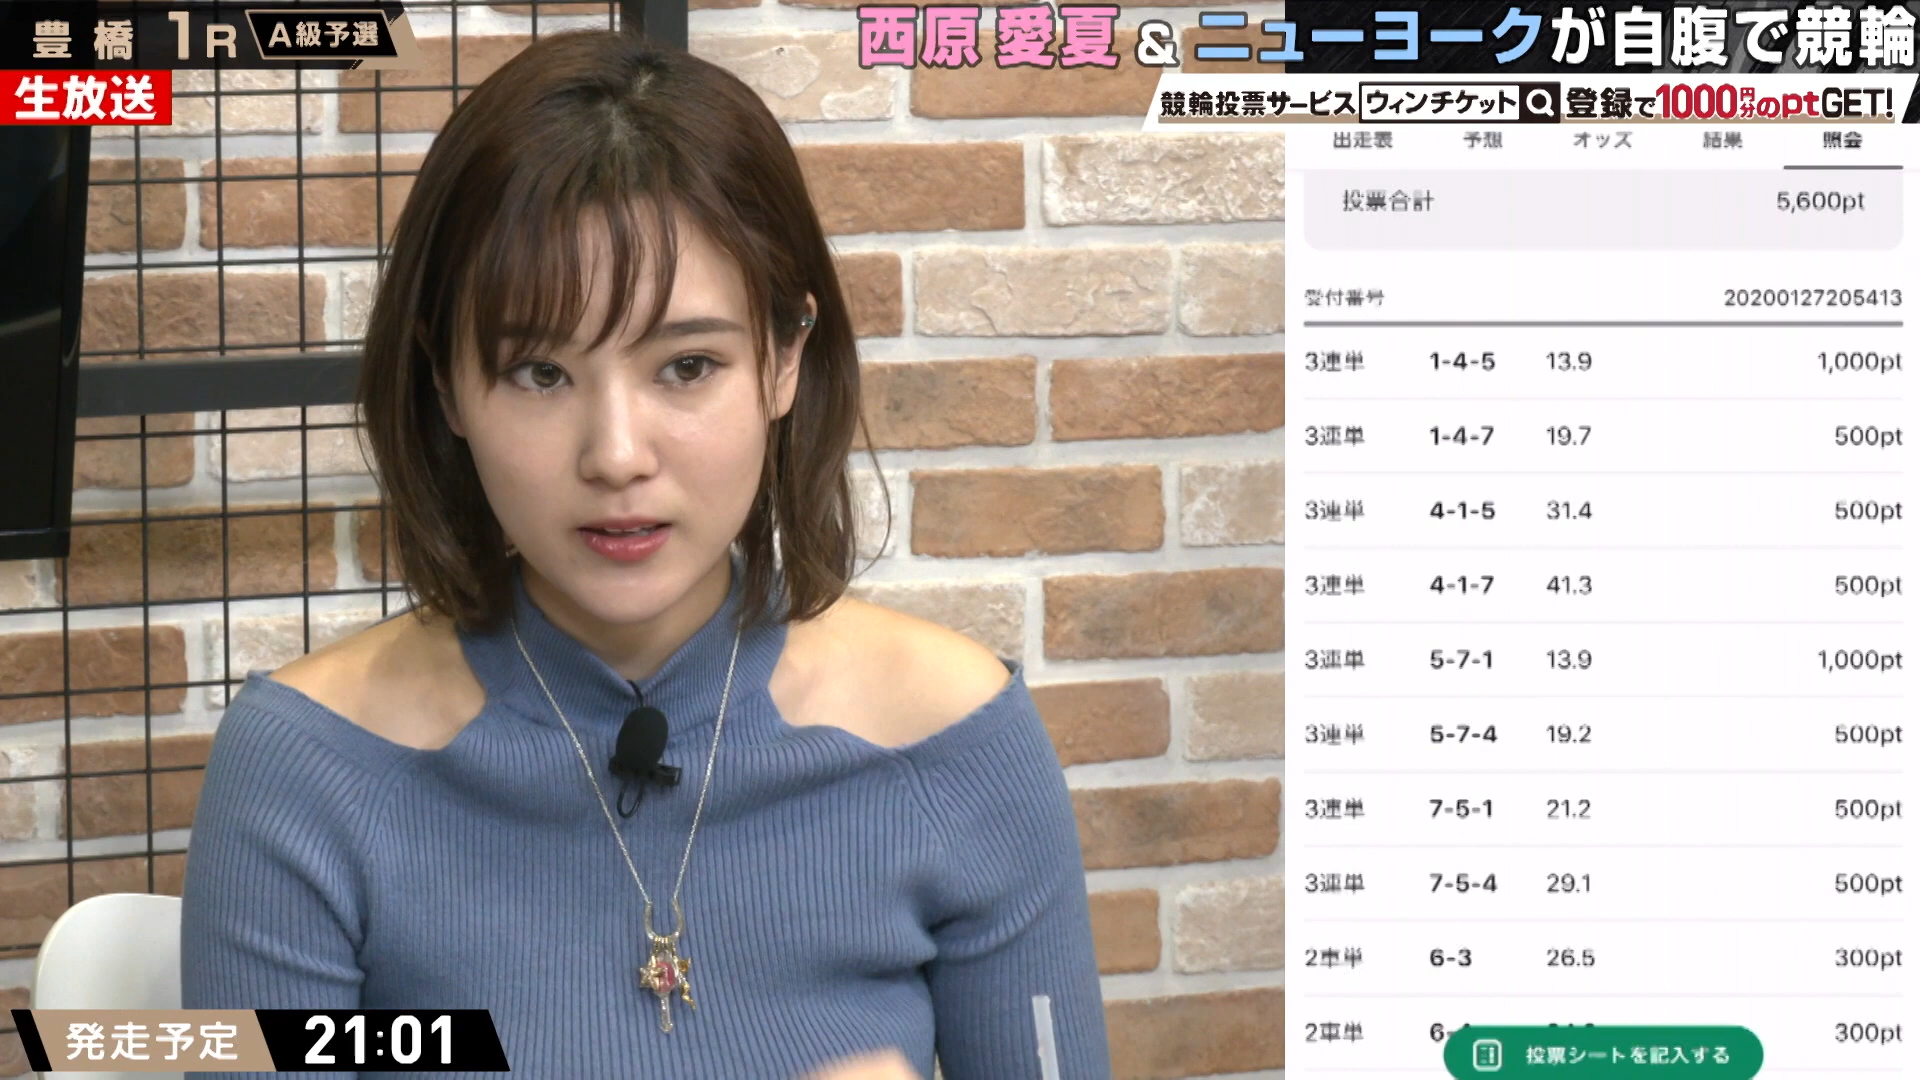 豊橋 1R A級予選
生放送
西原 愛夏 & ニューヨークが自腹で競輪
競輪投票サービス ウィンチケット 登録で1000円分のptGET!
出走表 予想 オッズ 結果 照会
投票合計 5,600pt
受付番号 20200127205413
3連単 1-4-5 13.9 1,000pt
3連単 1-4-7 19.7 500pt
3連単 4-1-5 31.4 500pt
3連単 4-1-7 41.3 500pt
3連単 5-7-1 13.9 1,000pt
3連単 5-7-4 19.2 500pt
3連単 7-5-1 21.2 500pt
3連単 7-5-4 29.1 500pt
2車単 6-3 26.5 300pt
2車単 300pt
投票シートを記入する
発走予定 21:01